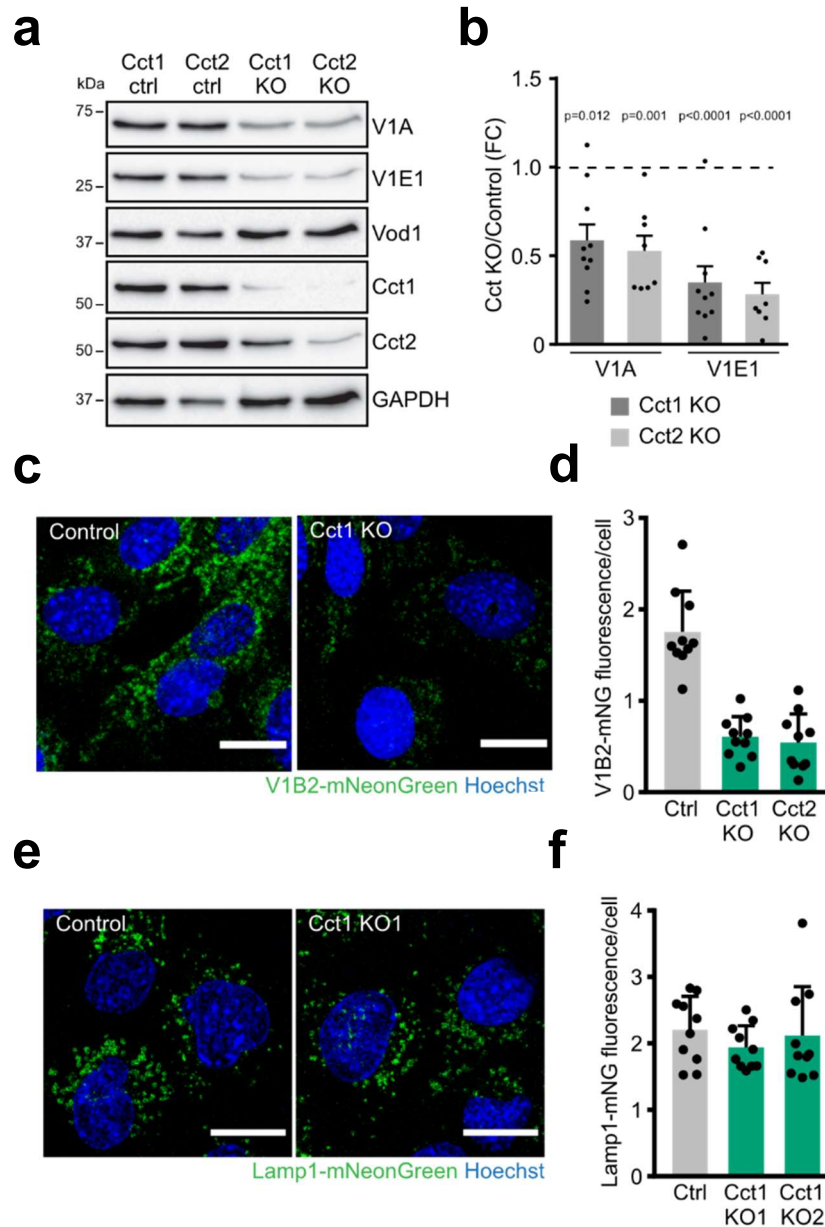 a
Cct1 Cct2 Cct1 Cct2
ctrl ctrl KO KO
kDa
75
V1A
25
V1E1
37
Vod1
50
Cct1
50
Cct2
37
GAPDH
b
Cct KO/Control (FC)
1.5
1.0
0.5
0
p=0.012 p=0.001 p<0.0001 p<0.0001
V1A V1E1
Cct1 KO
Cct2 KO
c
Control
Cct1 KO
V1B2-mNeonGreen Hoechst
d
V1B2-mNG fluorescence/cell
3
2
1
0
Ctrl Cct1 Cct2
KO KO
e
Control
Cct1 KO1
Lamp1-mNeonGreen Hoechst
f
Lamp1-mNG fluorescence/cell
4
3
2
1
0
Ctrl Cct1 Cct1
KO1 KO2